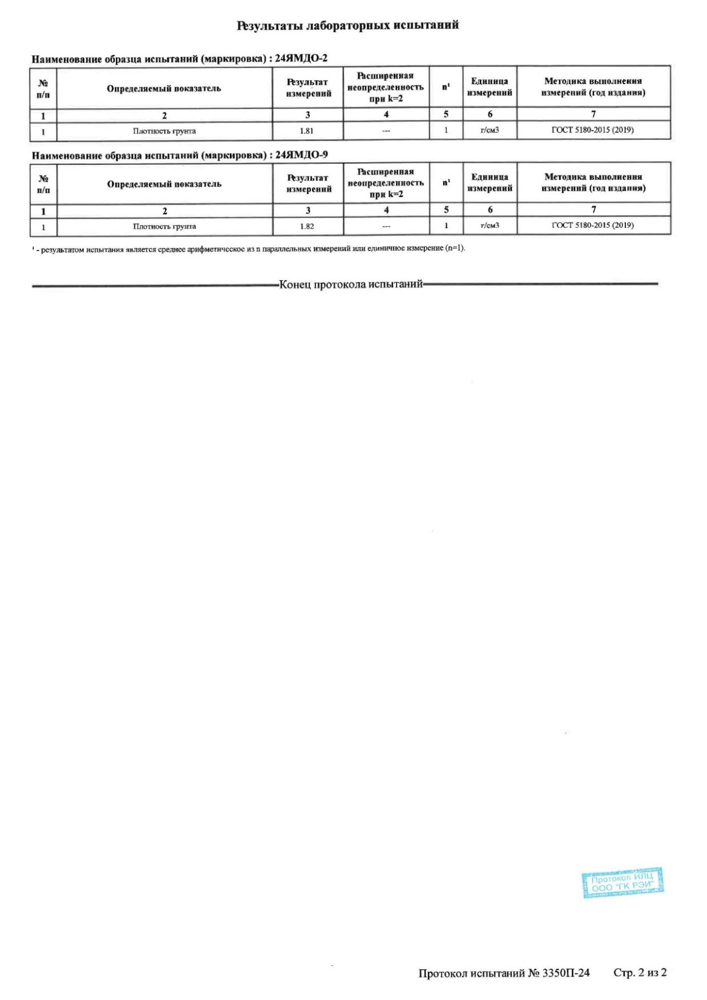 Результаты лабораторных испытаний
Наименование образца испытаний (маркировка) : 24ЯМДО-2
№ п/п
Определяемый показатель
Результат измерений
Расширенная неопределенность при k=2
n¹
Единица измерений
Методика выполнения измерений (год издания)
1 2 3 4 5 6 7
1 Плотность грунта 1.81 --- 1 г/см3 ГОСТ 5180-2015 (2019)
Наименование образца испытаний (маркировка) : 24ЯМДО-9
№ п/п
Определяемый показатель
Результат измерений
Расширенная неопределенность при k=2
n¹
Единица измерений
Методика выполнения измерений (год издания)
1 2 3 4 5 6 7
1 Плотность грунта 1.82 --- 1 г/см3 ГОСТ 5180-2015 (2019)
¹ - результатом испытания является среднее арифметическое из n параллельных измерений или единичное измерение (n=1).
Конец протокола испытаний
Протокол ИЛЦ
ООО "ГК РЭИ"
Протокол испытаний № 3350П-24 Стр. 2 из 2